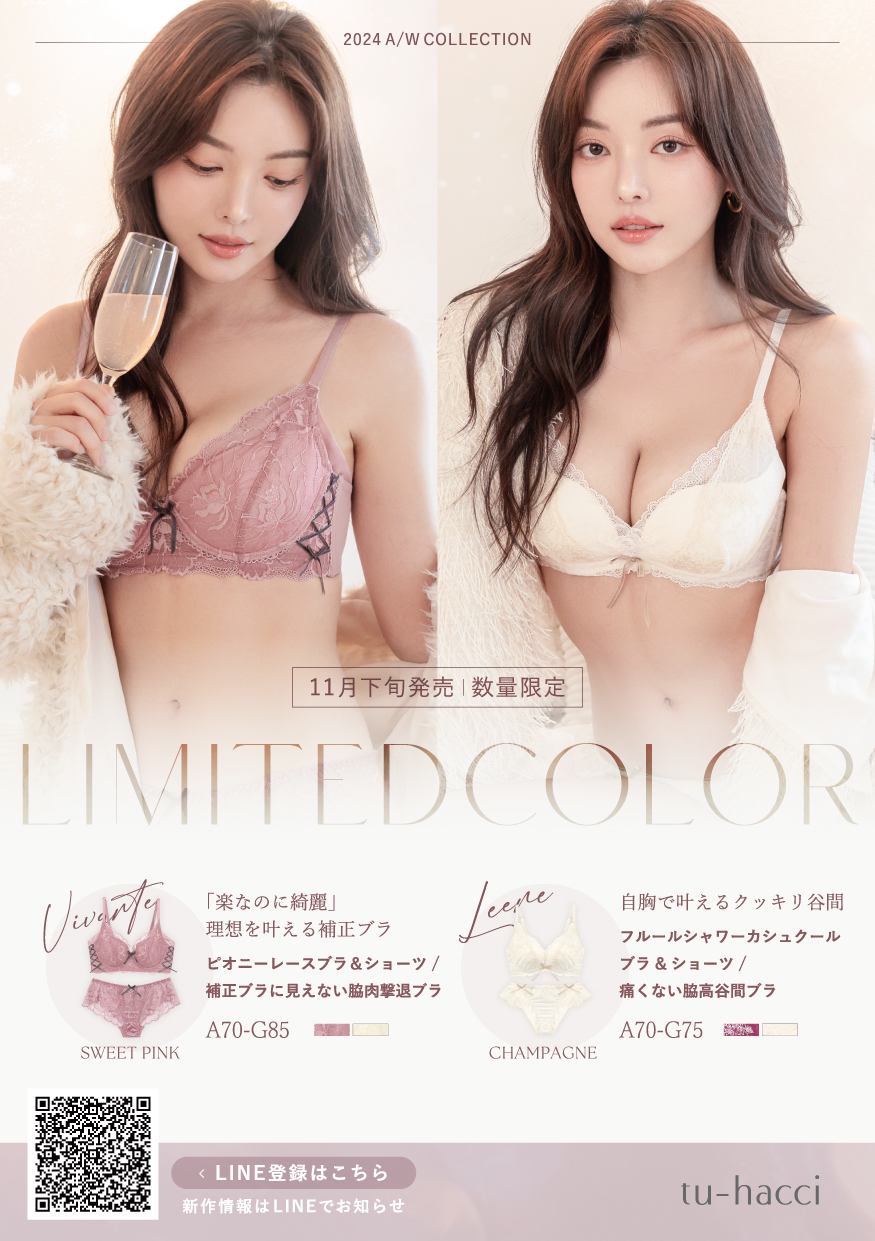 2024 A/W COLLECTION
11月下旬発売|数量限定
LIMITEDCOLOR
Vivante
「楽なのに綺麗」
理想を叶える補正ブラ
ピオニーレースブラ&ショーツ /
補正ブラに見えない脇肉撃退ブラ
A70-G85
SWEET PINK
Leene
自胸で叶えるクッキリ谷間
フルールシャワーカシュクール
ブラ & ショーツ /
痛くない脇高谷間ブラ
A70-G75
CHAMPAGNE
< LINE登録はこちら
新作情報はLINEでお知らせ
tu-hacci